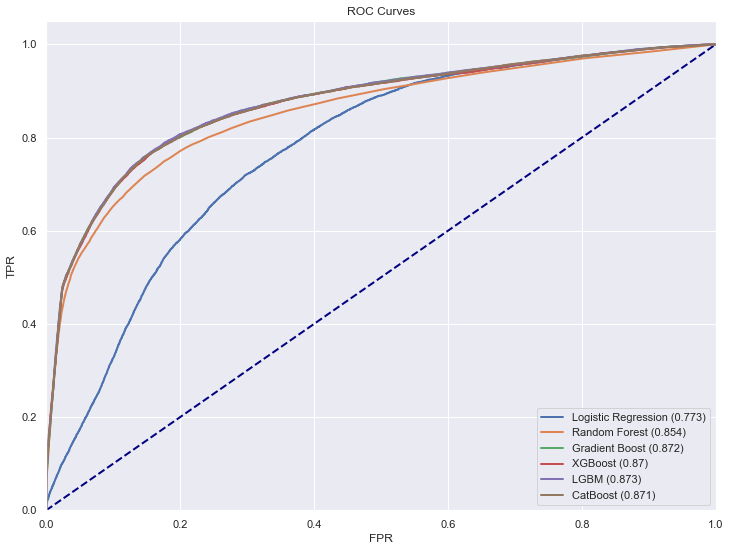 ROC Curves
1.0
0.8
0.6
0.4
0.2
0.0
TPR
0.0 0.2 0.4 0.6 0.8 1.0
FPR
Logistic Regression (0.773)
Random Forest (0.854)
Gradient Boost (0.872)
XGBoost (0.87)
LGBM (0.873)
CatBoost (0.871)